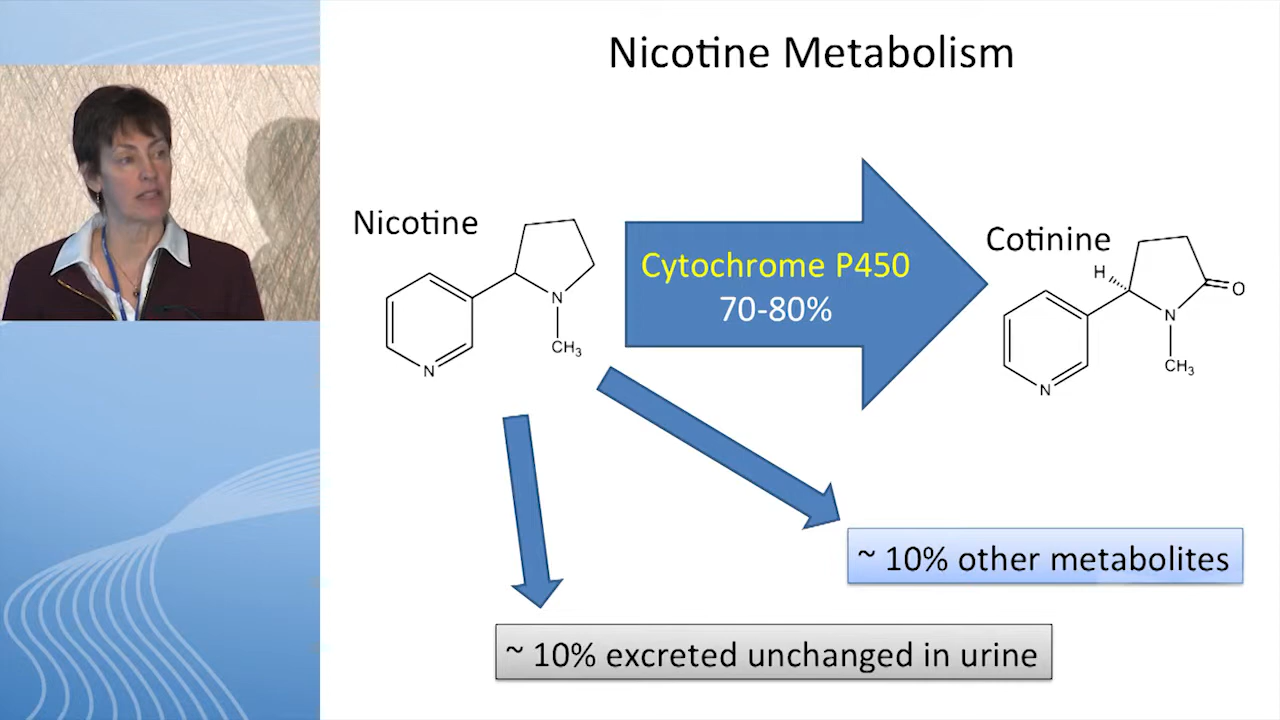 Nicotine Metabolism
Nicotine
N
CH3
N
Cytochrome P450
70-80%
Cotinine
H
O
N
CH3
N
~ 10% other metabolites
~ 10% excreted unchanged in urine